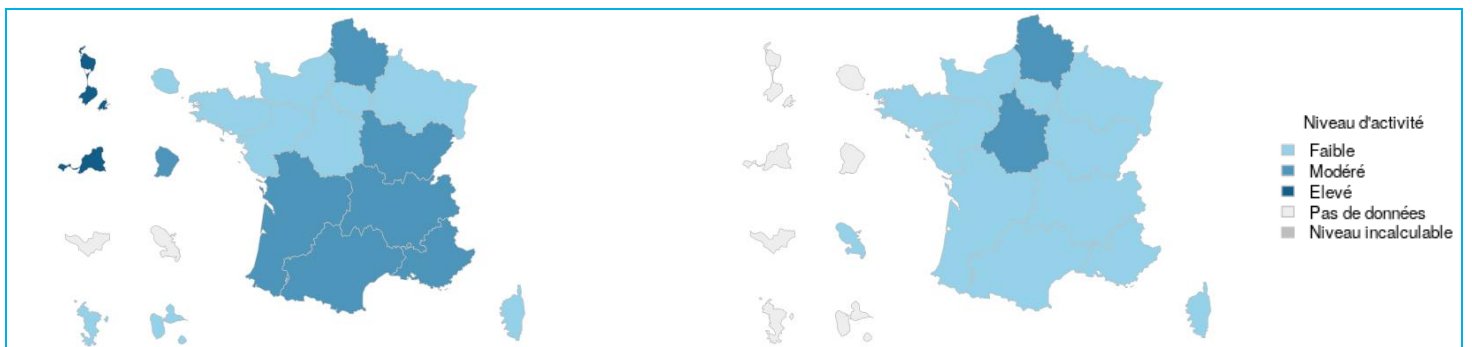 Niveau d'activité
Faible
Modéré
Elevé
Pas de données
Niveau incalculable